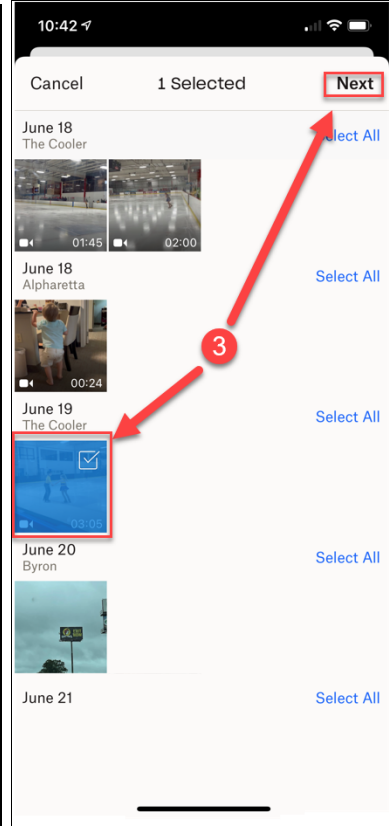 10:42
Cancel
1 Selected
Next
June 18
The Cooler
Select All
01:45
02:00
June 18
Alpharetta
Select All
00:24
3
June 19
The Cooler
Select All
03:05
June 20
Byron
Select All
June 21
Select All